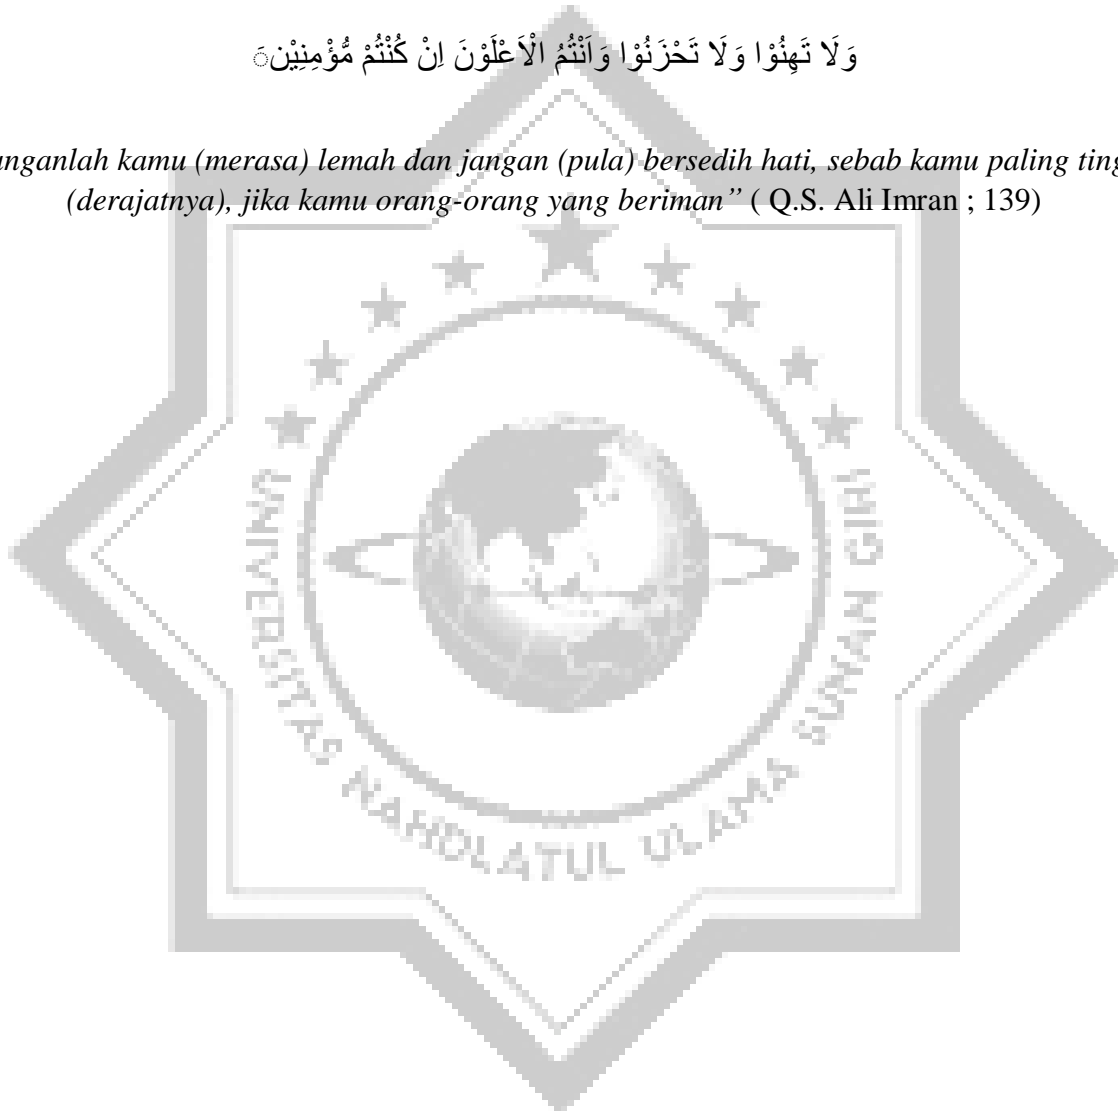 وَلَا تَهِنُوْا وَلَا تَحْزَنُوْا وَاَنْتُمُ الْاَعْلَوْنَ اِنْ كُنْتُمْ مُّؤْمِنِيْن َ
anganlah kamu (merasa) lemah dan jangan (pula) bersedih hati, sebab kamu paling ting
(derajatnya), jika kamu orang-orang yang beriman” ( Q.S. Ali Imran ; 139)
UNIVERSITAS NAHDLATUL ULAMA SUNAN GIRI